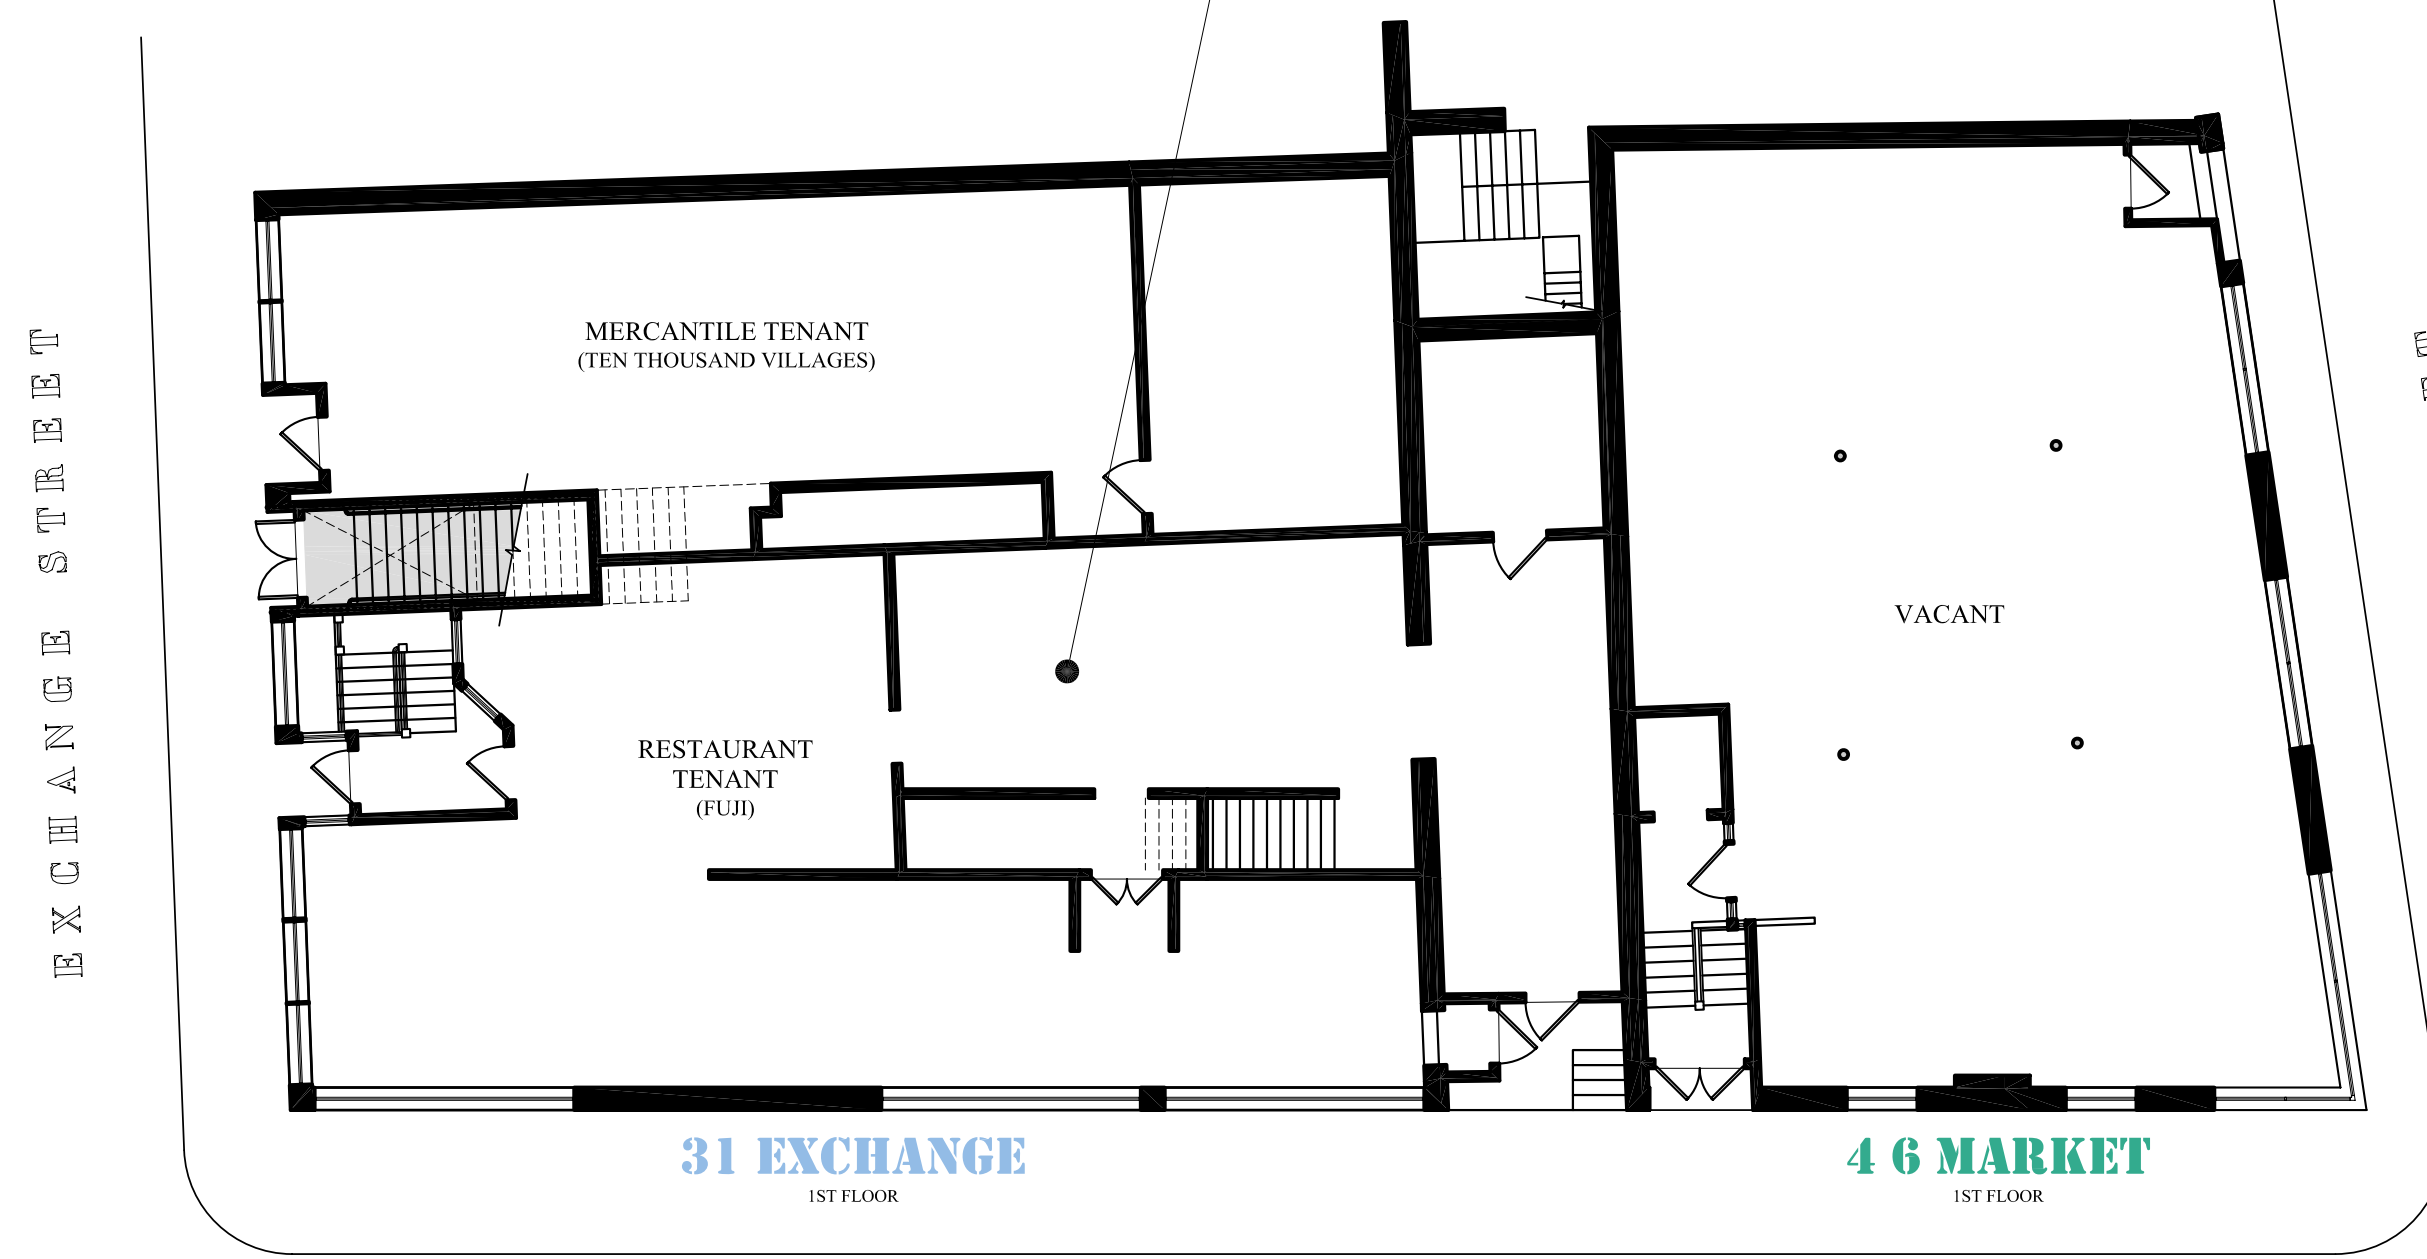 EXCHANGE STREET
MERCANTILE TENANT
(TEN THOUSAND VILLAGES)
RESTAURANT
TENANT
(FUJI)
VACANT
31 EXCHANGE
1ST FLOOR
46 MARKET
1ST FLOOR